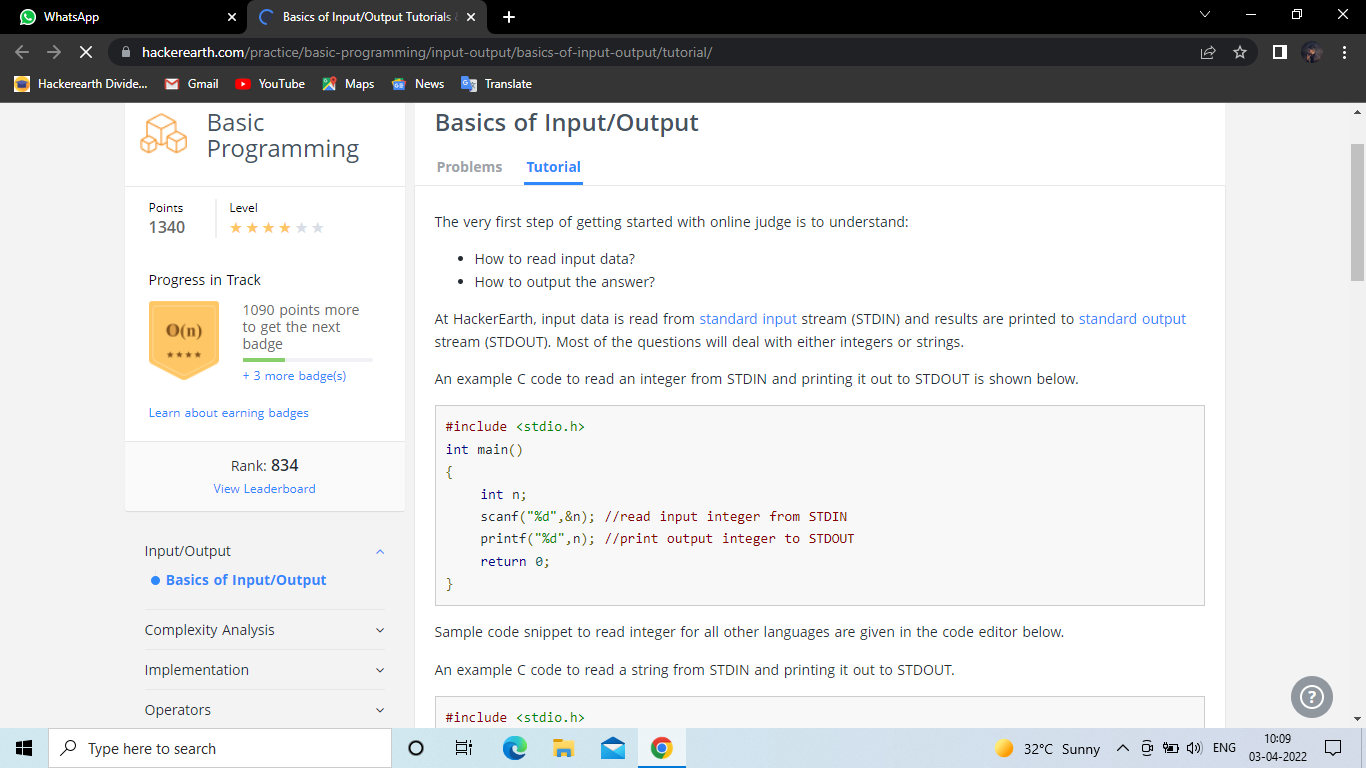 WhatsApp
Basics of Input/Output Tutorials
hackerearth.com/practice/basic-programming/input-output/basics-of-input-output/tutorial/
Hackerearth Divide...
Gmail
YouTube
Maps
News
Translate
Basic
Programming
Points
1340
Level
Progress in Track
O(n)
1090 points more
to get the next
badge
+ 3 more badge(s)
Learn about earning badges
Rank: 834
View Leaderboard
Input/Output
Basics of Input/Output
Complexity Analysis
Implementation
Operators
Basics of Input/Output
Problems
Tutorial
The very first step of getting started with online judge is to understand:
• How to read input data?
• How to output the answer?
At HackerEarth, input data is read from standard input stream (STDIN) and results are printed to standard output
stream (STDOUT). Most of the questions will deal with either integers or strings.
An example C code to read an integer from STDIN and printing it out to STDOUT is shown below.
#include <stdio.h>
int main()
{
int n;
scanf("%d",&n); //read input integer from STDIN
printf("%d",n); //print output integer to STDOUT
return 0;
}
Sample code snippet to read integer for all other languages are given in the code editor below.
An example C code to read a string from STDIN and printing it out to STDOUT.
#include <stdio.h>
?
Type here to search
32°C Sunny
ENG
10:09
03-04-2022